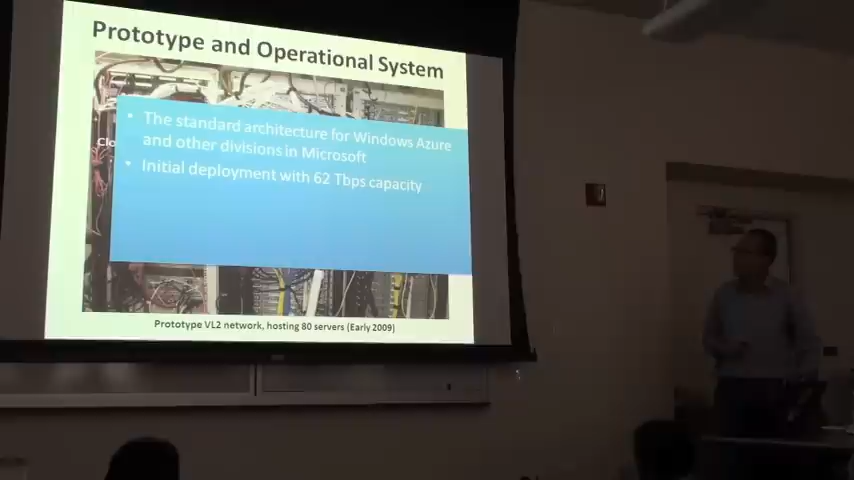 Prototype and Operational System
• The standard architecture for Windows Azure
and other divisions in Microsoft
• Initial deployment with 62 Tbps capacity
Clo
Prototype VL2 network, hosting 80 servers (Early 2009)